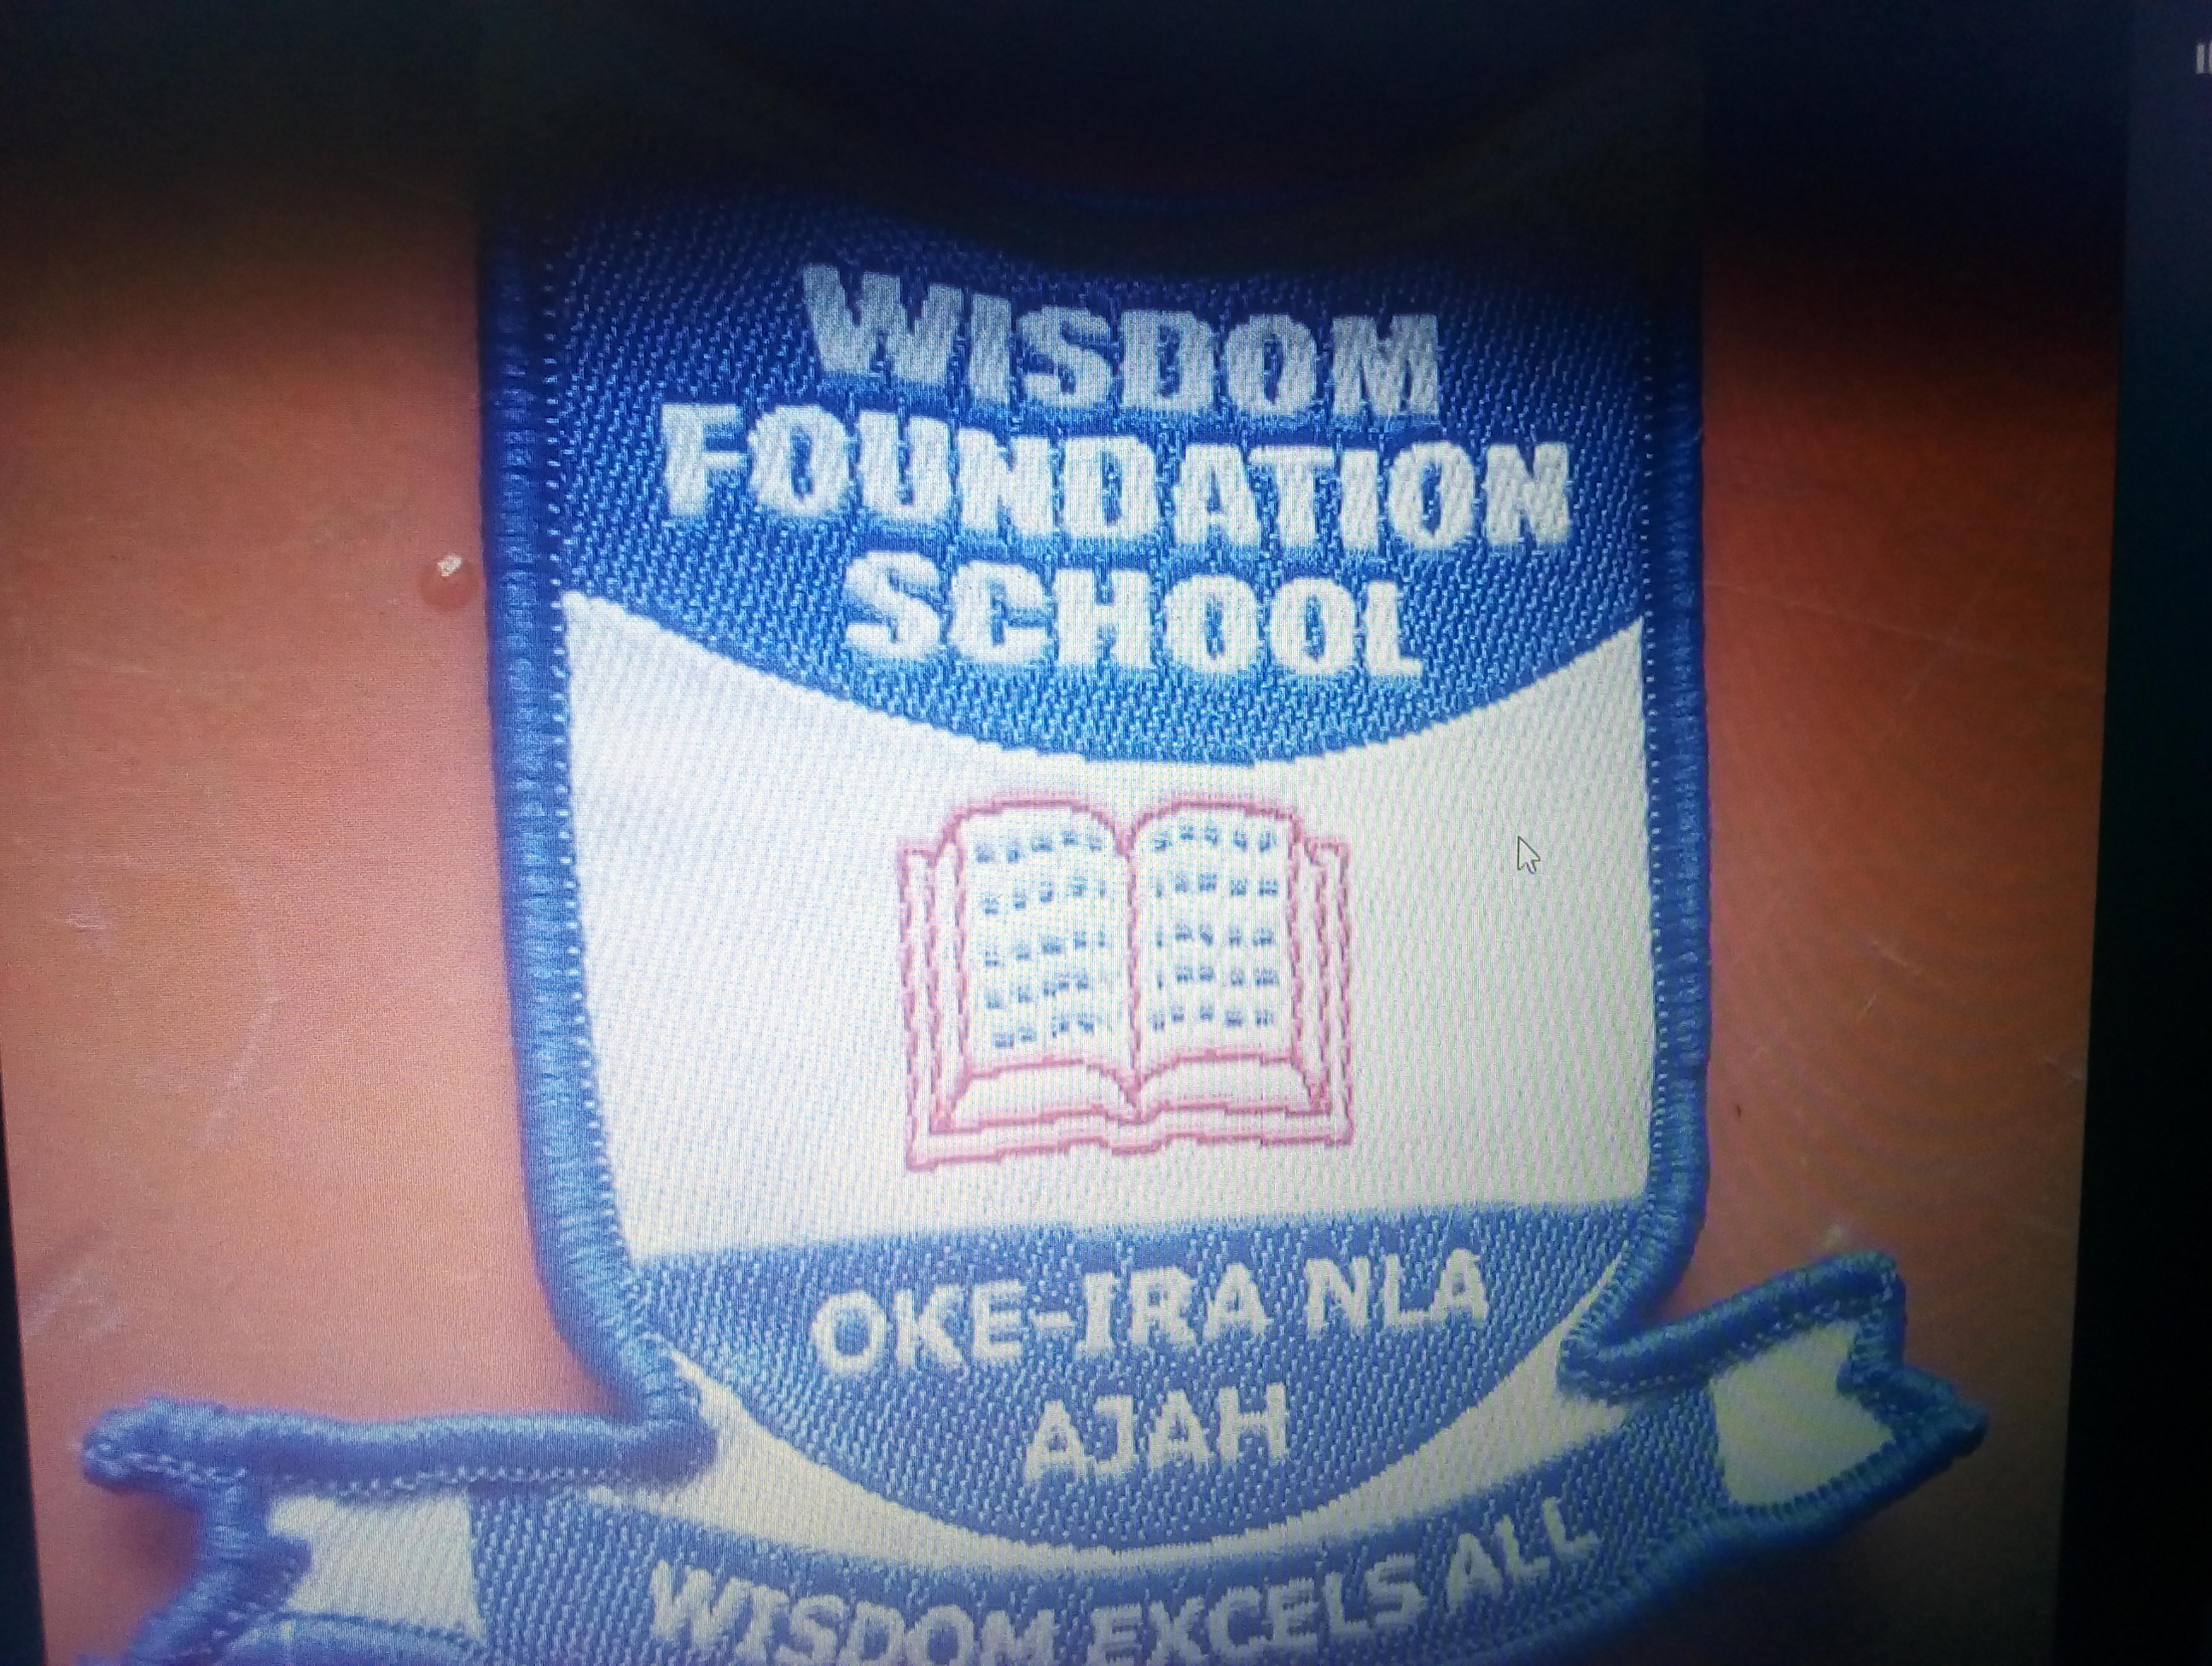 WISDOM
FOUNDATION
SCHOOL
OKE-IRA NLA
AJAH
WISDOM EXCELS ALL